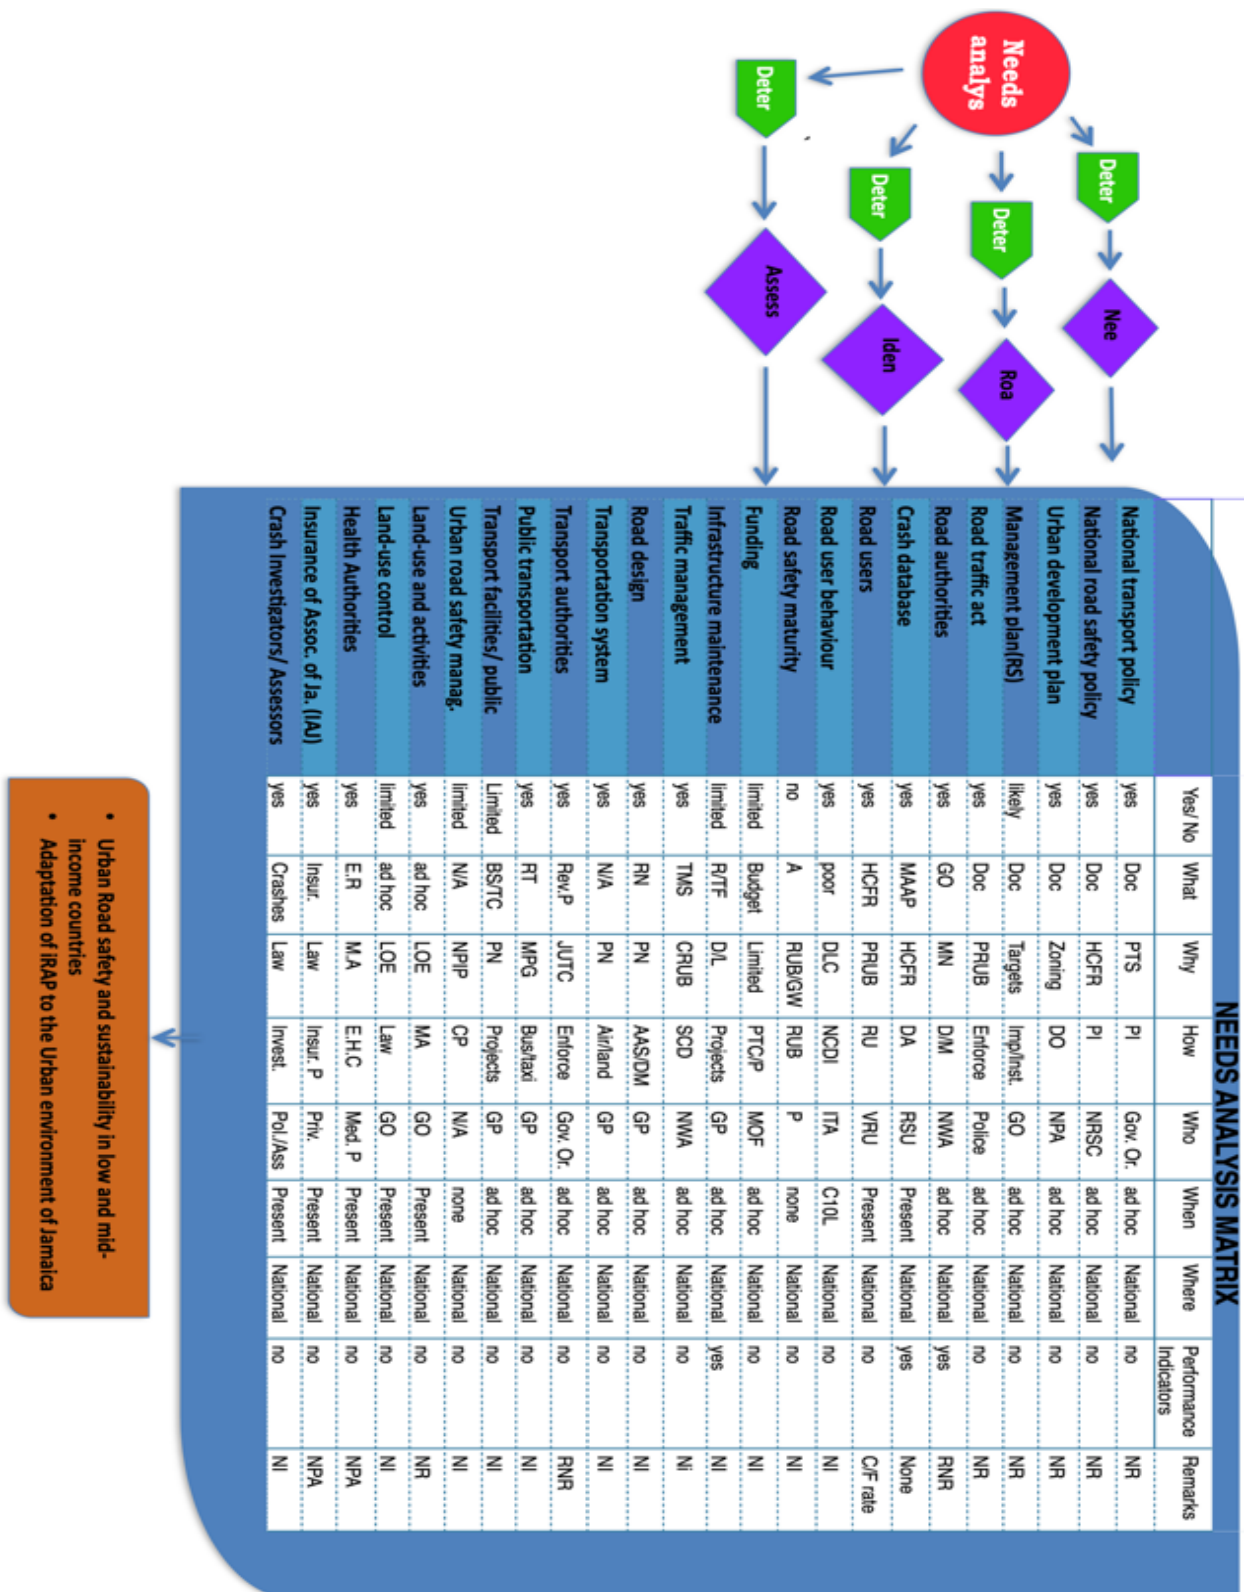 Needs
analys
Deter
Deter
Deter
Deter
Nee
Roa
Iden
Assess
NEEDS ANALYSIS MATRIX
Yes/ No What Why How Who When Where Performance Indicators Remarks
National transport policy yes Doc PTS PI Gov. Or. ad hoc National no NR
National road safety policy yes Doc HCFR PI NRSC ad hoc National no NR
Urban development plan yes Doc Zoning DO NPA ad hoc National no NR
Management plan(RS) likely Doc Targets Imp/Inst. GO ad hoc National no NR
Road traffic act yes Doc PRUB Enforce Police ad hoc National no NR
Road authorities yes GO MN D/M NWA ad hoc National yes RNR
Crash database yes MAAP HCFR DA RSU Present National yes None
Road users yes HCFR PRUB RU VRU Present National no C/F rate
Road user behaviour yes poor DLC NCDI ITA C10L National no NI
Road safety maturity no A RUB/GW RUB P none National no NI
Funding limited Budget Limited PTC/P MOF ad hoc National no NI
Infrastructure maintenance limited R/TF D/L Projects GP ad hoc National yes NI
Traffic management yes TMS CRUB SCD NWA ad hoc National no Ni
Road design yes RN PN AAS/DM GP ad hoc National no NI
Transportation system yes N/A PN Air/land GP ad hoc National no NI
Transport authorities yes Rev.P JUTC Enforce Gov. Or. ad hoc National no RNR
Public transportation yes RT MPG Bus/taxi GP ad hoc National no NI
Transport facilities/ public Limited BS/TC PN Projects GP ad hoc National no NI
Urban road safety manag. limited N/A NPIP CP N/A none National no NI
Land-use and activities yes ad hoc LOE MA GO Present National no NR
Land-use control limited ad hoc LOE Law GO Present National no NI
Health Authorities yes E.R M.A E.H.C Med. P Present National no NPA
Insurance of Assoc. of Ja. (IAJ) yes Insur. Law Insur. P Priv. Present National no NPA
Crash Investigators/ Assessors yes Crashes Law Invest. Pol./Ass Present National no NI
• Urban Road safety and sustainability in low and mid-
income countries
• Adaptation of iRAP to the Urban environment of Jamaica